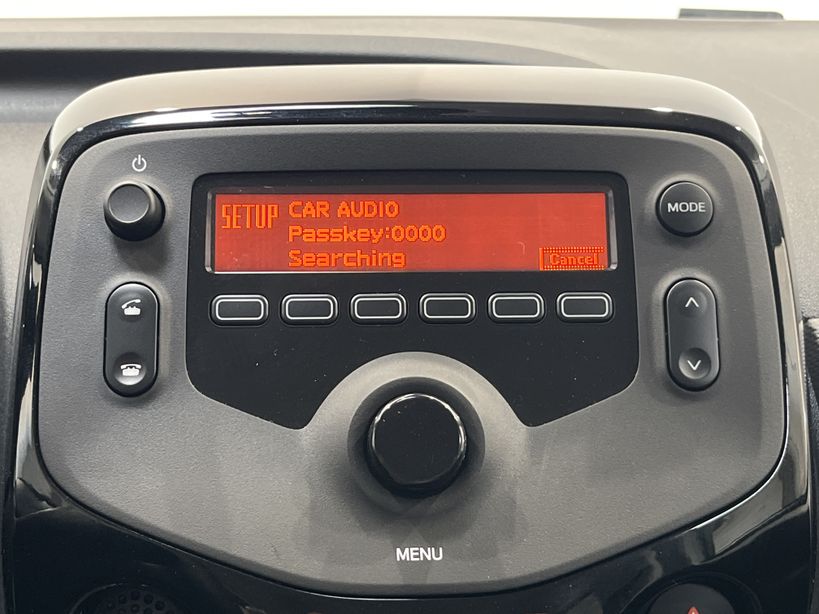 SETUP
CAR AUDIO
Passkey:0000
Searching
Cancel
MODE
MENU